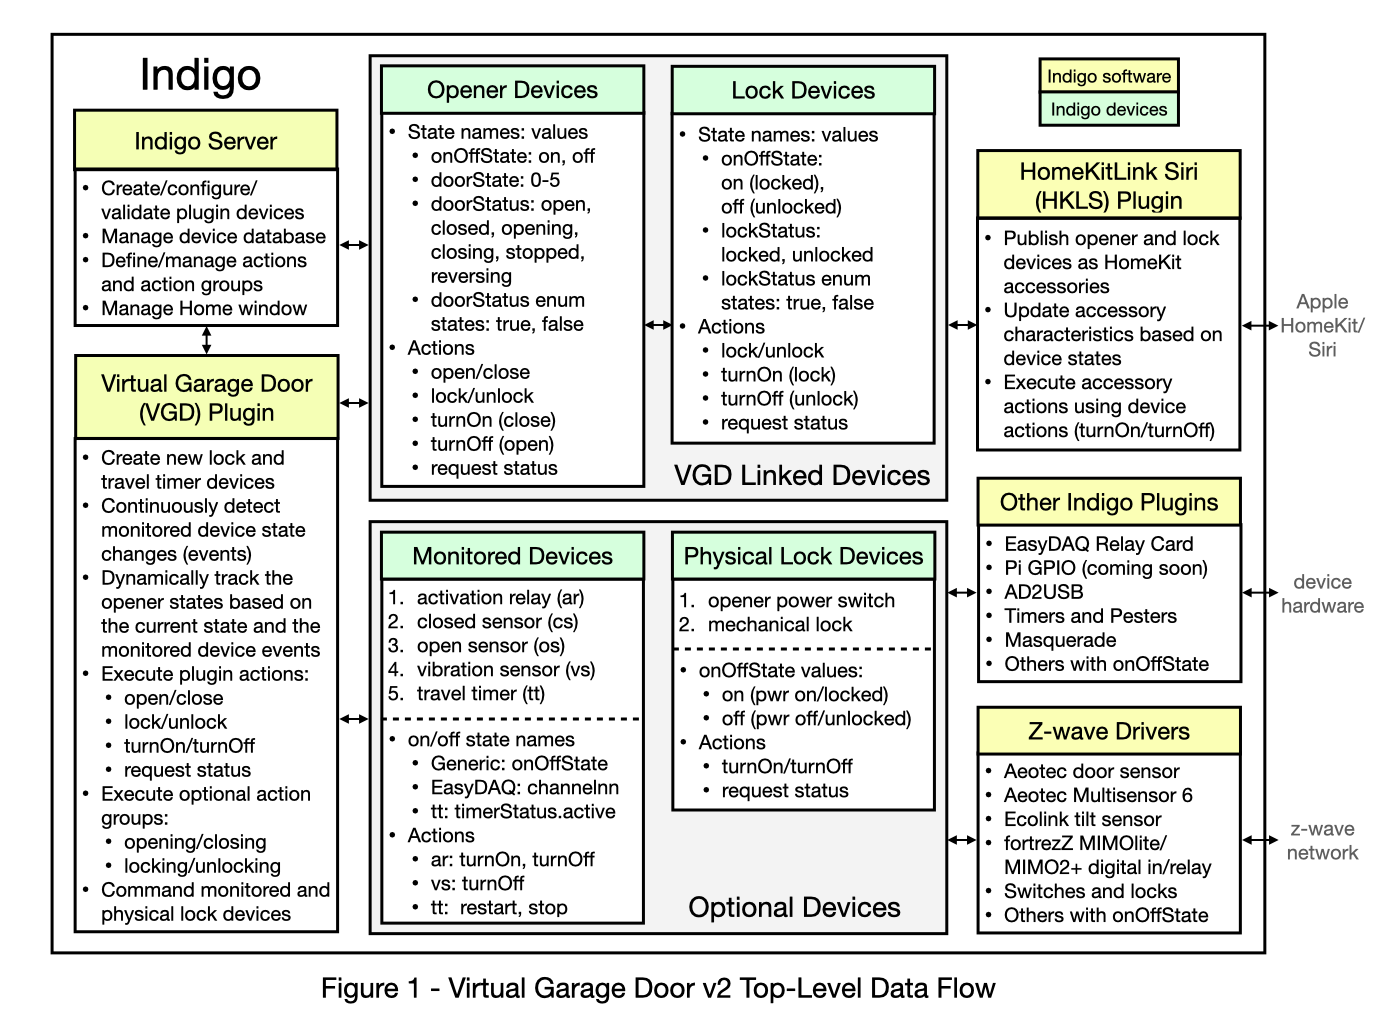 Indigo
Indigo Server
• Create/configure/
validate plugin devices
• Manage device database
• Define/manage actions
and action groups
• Manage Home window
Virtual Garage Door
(VGD) Plugin
• Create new lock and
travel timer devices
• Continuously detect
monitored device state
changes (events)
• Dynamically track the
opener states based on
the current state and the
monitored device events
• Execute plugin actions:
• open/close
• lock/unlock
• turnOn/turnOff
• request status
• Execute optional action
groups:
• opening/closing
• locking/unlocking
• Command monitored and
physical lock devices
Opener Devices
• State names: values
• onOffState: on, off
• doorState: 0-5
• doorStatus: open,
closed, opening,
closing, stopped,
reversing
• doorStatus enum
states: true, false
• Actions
• open/close
• lock/unlock
• turnOn (close)
• turnOff (open)
• request status
Lock Devices
• State names: values
• onOffState:
on (locked),
off (unlocked)
• lockStatus:
locked, unlocked
• lockStatus enum
states: true, false
• Actions
• lock/unlock
• turnOn (lock)
• turnOff (unlock)
• request status
VGD Linked Devices
Monitored Devices
1. activation relay (ar)
2. closed sensor (cs)
3. open sensor (os)
4. vibration sensor (vs)
5. travel timer (tt)
• on/off state names
• Generic: onOffState
• EasyDAQ: channelnn
• tt: timerStatus.active
• Actions
• ar: turnOn, turnOff
• vs: turnOff
• tt: restart, stop
Physical Lock Devices
1. opener power switch
2. mechanical lock
• onOffState values:
• on (pwr on/locked)
• off (pwr off/unlocked)
• Actions
• turnOn/turnOff
• request status
Optional Devices
Indigo software
Indigo devices
HomeKitLink Siri
(HKLS) Plugin
• Publish opener and lock
devices as HomeKit
accessories
• Update accessory
characteristics based on
device states
• Execute accessory
actions using device
actions (turnOn/turnOff)
Apple
HomeKit/
Siri
Other Indigo Plugins
• EasyDAQ Relay Card
• Pi GPIO (coming soon)
• AD2USB
• Timers and Pesters
• Masquerade
• Others with onOffState
device
hardware
Z-wave Drivers
• Aeotec door sensor
• Aeotec Multisensor 6
• Ecolink tilt sensor
• fortrezZ MIMOlite/
MIMO2+ digital in/relay
• Switches and locks
• Others with onOffState
z-wave
network
Figure 1 - Virtual Garage Door v2 Top-Level Data Flow